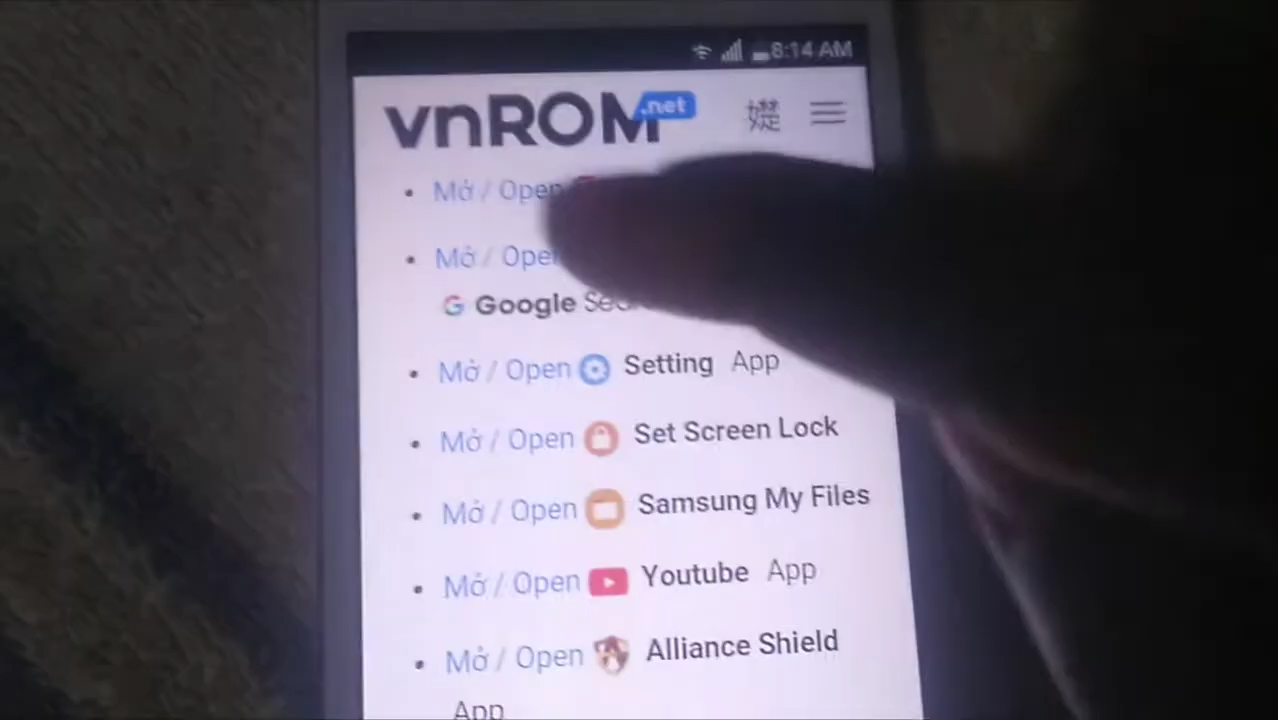 8:14 AM
vnROM.net
Mở / Open
Mở / Open
Google
Mở / Open Setting App
Mở / Open Set Screen Lock
Mở / Open Samsung My Files
Mở / Open Youtube App
Mở / Open Alliance Shield
App